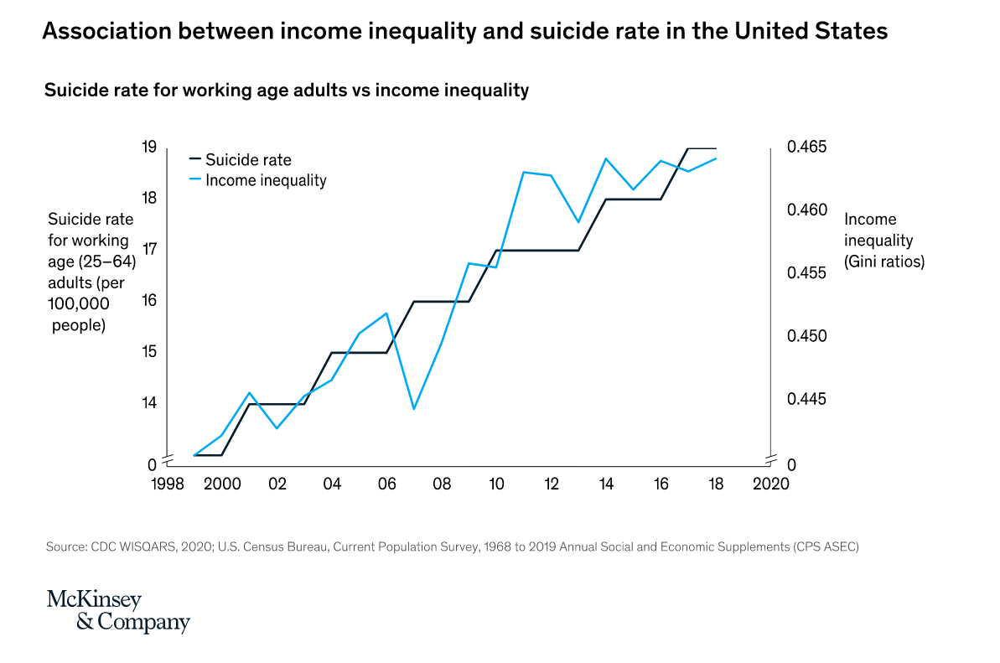 Association between income inequality and suicide rate in the United States
Suicide rate for working age adults vs income inequality
19
18
17
16
15
14
0
Suicide rate
for working
age (25–64)
adults (per
100,000
people)
Suicide rate
Income inequality
0.465
0.460
0.455
0.450
0.445
0
Income
inequality
(Gini ratios)
1998 2000 02 04 06 08 10 12 14 16 18 2020
Source: CDC WISQARS, 2020; U.S. Census Bureau, Current Population Survey, 1968 to 2019 Annual Social and Economic Supplements (CPS ASEC)
McKinsey
& Company